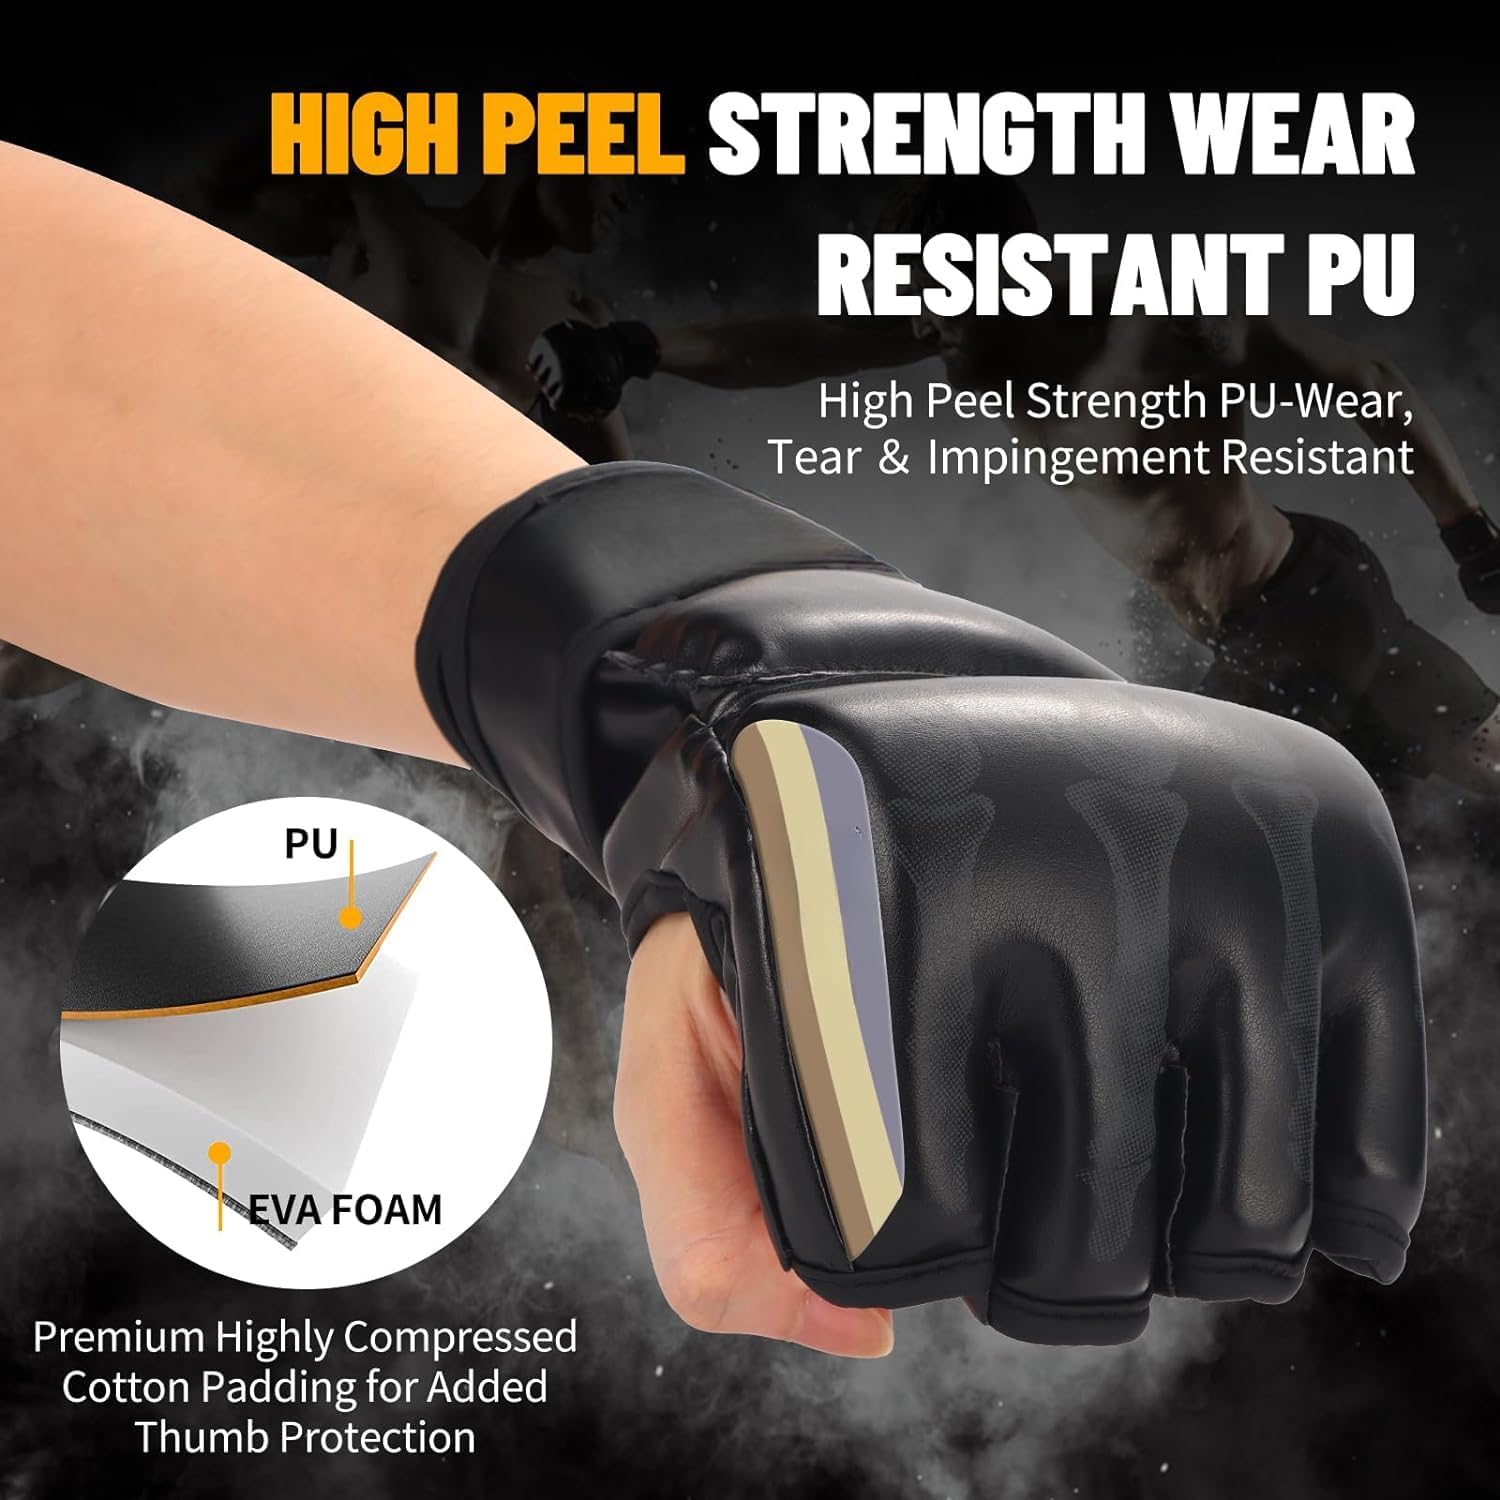 HIGH PEEL STRENGTH WEAR
RESISTANT PU
High Peel Strength PU-Wear,
Tear & Impingement Resistant
PU
EVA FOAM
Premium Highly Compressed
Cotton Padding for Added
Thumb Protection